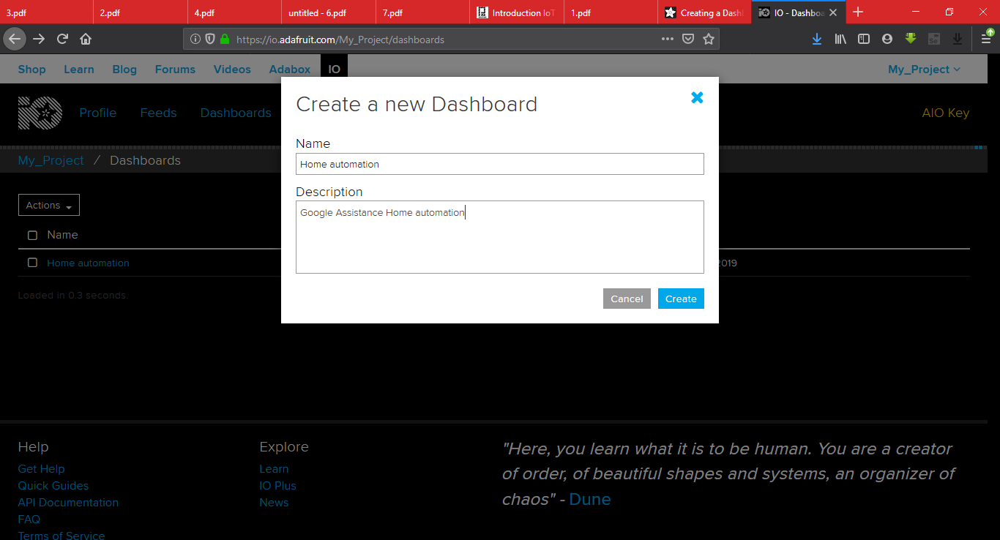 3.pdf
2.pdf
4.pdf
untitled - 6.pdf
7.pdf
Introduction IoT
1.pdf
Creating a Dash
IO - Dashboa
https://io.adafruit.com/My_Project/dashboards
Shop Learn Blog Forums Videos Adabox IO My_Project
Profile Feeds Dashboards AIO Key
My_Project / Dashboards
Create a new Dashboard
Name
Home automation
Description
Google Assistance Home automation
Cancel Create
Actions
Name
Home automation 2019
Loaded in 0.3 seconds.
Help
Get Help
Quick Guides
API Documentation
FAQ
Terms of Service
Explore
Learn
IO Plus
News
"Here, you learn what it is to be human. You are a creator
of order, of beautiful shapes and systems, an organizer of
chaos" - Dune